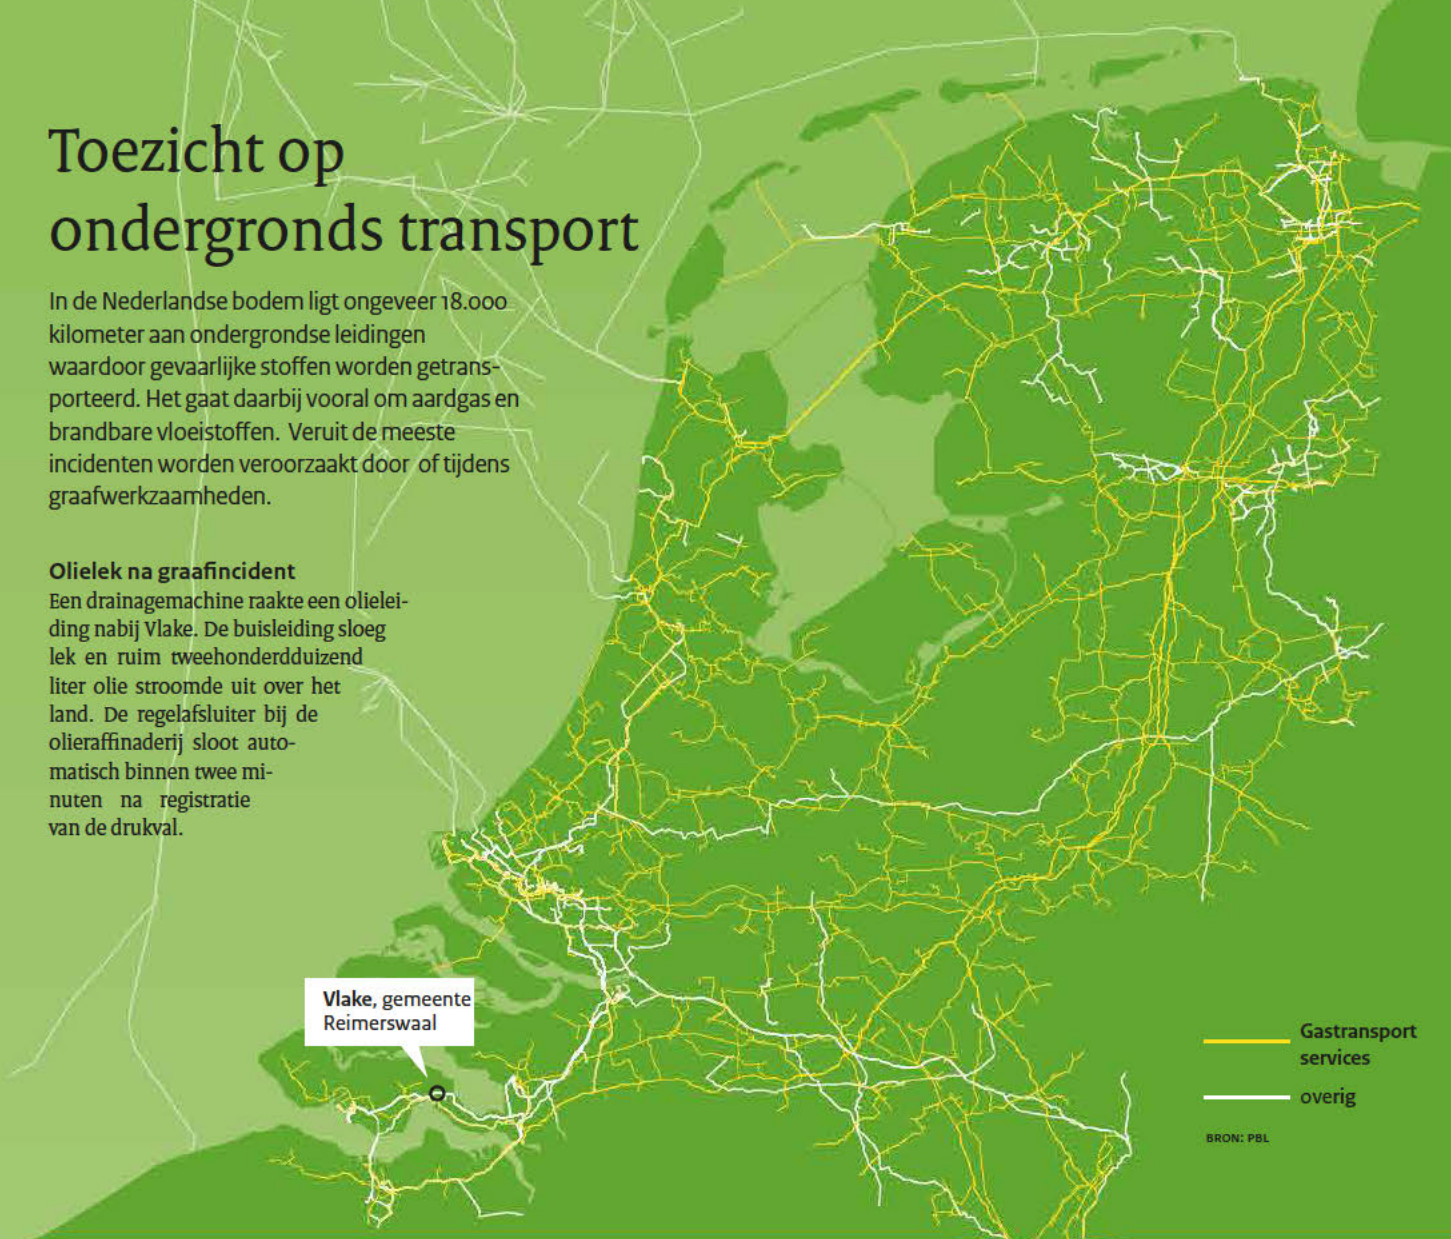 Toezicht op
ondergronds transport
In de Nederlandse bodem ligt ongeveer 18.000
kilometer aan ondergrondse leidingen
waardoor gevaarlijke stoffen worden getrans-
porteerd. Het gaat daarbij vooral om aardgas en
brandbare vloeistoffen. Veruit de meeste
incidenten worden veroorzaakt door of tijdens
graafwerkzaamheden.
Olielek na graafincident
Een drainagemachine raakte een olielei-
ding nabij Vlake. De buisleiding sloeg
lek en ruim tweehonderdduizend
liter olie stroomde uit over het
land. De regelafsluiter bij de
olieraffinaderij sloot auto-
matisch binnen twee mi-
nuten na registratie
van de drukval.
Vlake, gemeente
Reimerswaal
Gastransport
services
overig
BRON: PBL